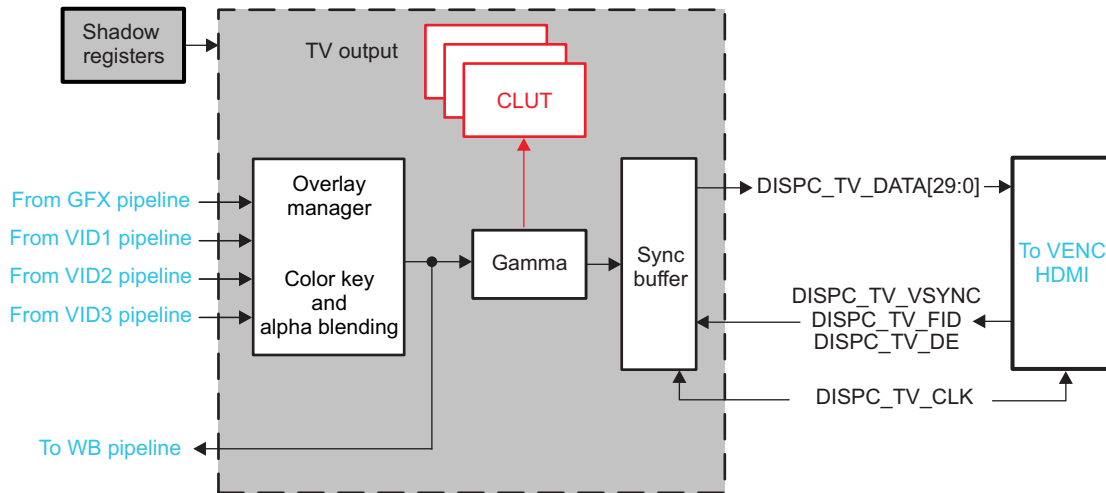 Shadow
registers
TV output
CLUT
Overlay
manager
Color key
and
alpha blending
From GFX pipeline
From VID1 pipeline
From VID2 pipeline
From VID3 pipeline
To WB pipeline
Gamma
Sync
buffer
DISPC_TV_DATA[29:0]
DISPC_TV_VSYNC
DISPC_TV_FID
DISPC_TV_DE
DISPC_TV_CLK
To VENC
HDMI